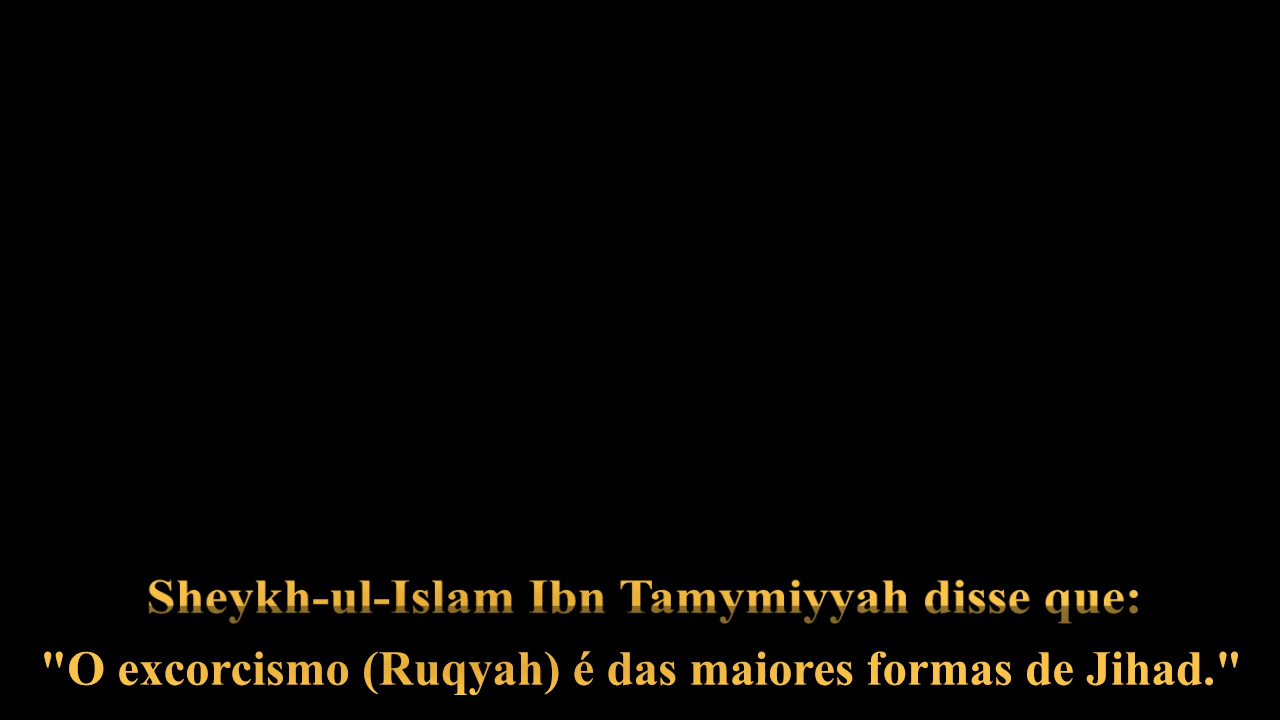 Sheykh-ul-Islam Ibn Tamymiyyah disse que:
"O excorcismo (Ruqyah) é das maiores formas de Jihad."